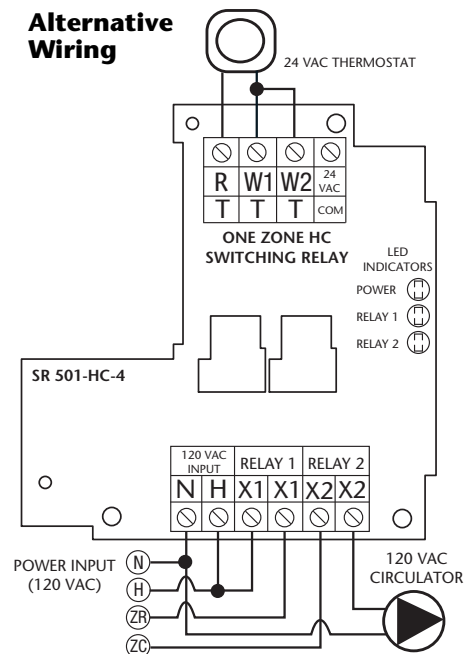 Alternative
Wiring
24 VAC THERMOSTAT
R W1 W2 24
VAC
T T T COM
ONE ZONE HC
SWITCHING RELAY
LED
INDICATORS
POWER
RELAY 1
RELAY 2
SR 501-HC-4
120 VAC
INPUT
RELAY 1 RELAY 2
N H X1 X1 X2 X2
POWER INPUT
(120 VAC)
N
H
ZR
ZC
120 VAC
CIRCULATOR